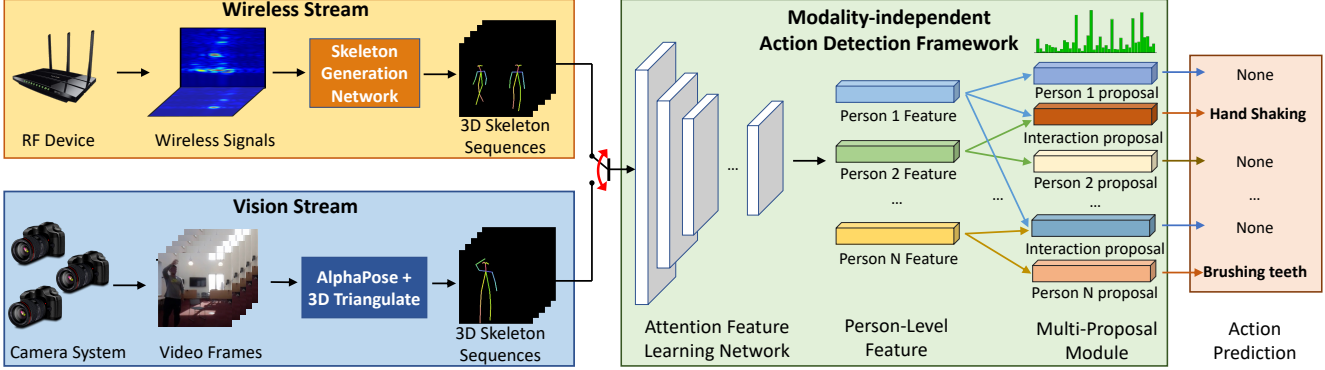 Wireless Stream
Skeleton
Generation
Network
RF Device
Wireless Signals
3D Skeleton
Sequences
Vision Stream
AlphaPose +
3D Triangulate
Camera System
Video Frames
3D Skeleton
Sequences
Modality-independent
Action Detection Framework
...
Attention Feature
Learning Network
Person 1 Feature
Person 2 Feature
...
Person N Feature
Person-Level
Feature
...
Person 1 proposal
Interaction proposal
Person 2 proposal
...
Interaction proposal
Person N proposal
Multi-Proposal
Module
None
Hand Shaking
None
...
None
Brushing teeth
Action
Prediction